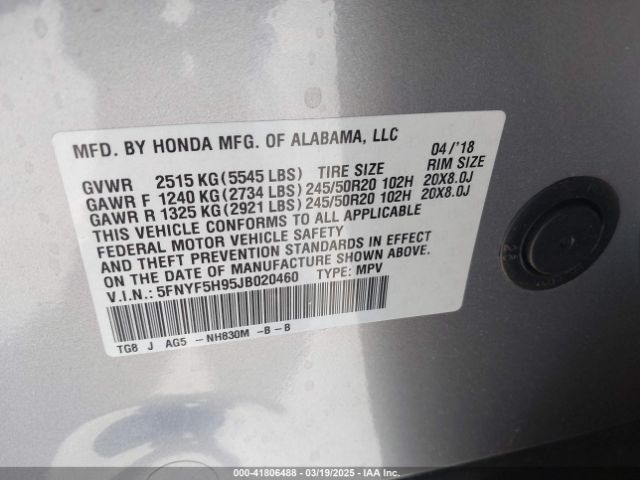 MFD. BY HONDA MFG. OF ALABAMA, LLC 04/'18
GVWR 2515 KG (5545 LBS) TIRE SIZE RIM SIZE
GAWR F 1240 KG (2734 LBS) 245/50R20 102H 20X8.0J
GAWR R 1325 KG (2921 LBS) 245/50R20 102H 20X8.0J
THIS VEHICLE CONFORMS TO ALL APPLICABLE
FEDERAL MOTOR VEHICLE SAFETY
AND THEFT PREVENTION STANDARDS IN EFFECT
ON THE DATE OF MANUFACTURE SHOWN ABOVE.
V.I.N.: 5FNYF5H95JB020460 TYPE: MPV
TG8 J AG5 -NH830M -B-B
000-41806488 - 03/19/2025 - IAA Inc.